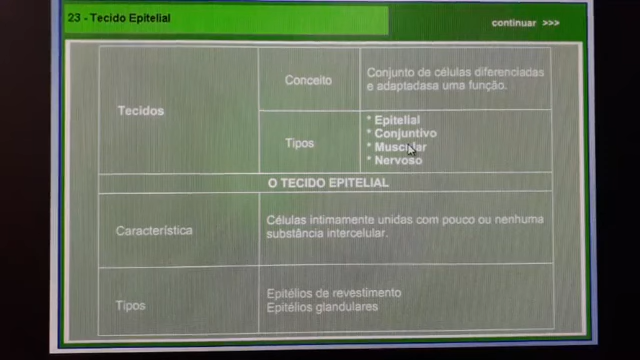 23 - Tecido Epitelial
continuar >>>
Tecidos
Conceito
Conjunto de células diferenciadas
e adaptadasa uma função.
Tipos
* Epitelial
* Conjuntivo
* Muscular
* Nervoso
O TECIDO EPITELIAL
Característica
Células intimamente unidas com pouco ou nenhuma
substância intercelular.
Tipos
Epitélios de revestimento
Epitélios glandulares